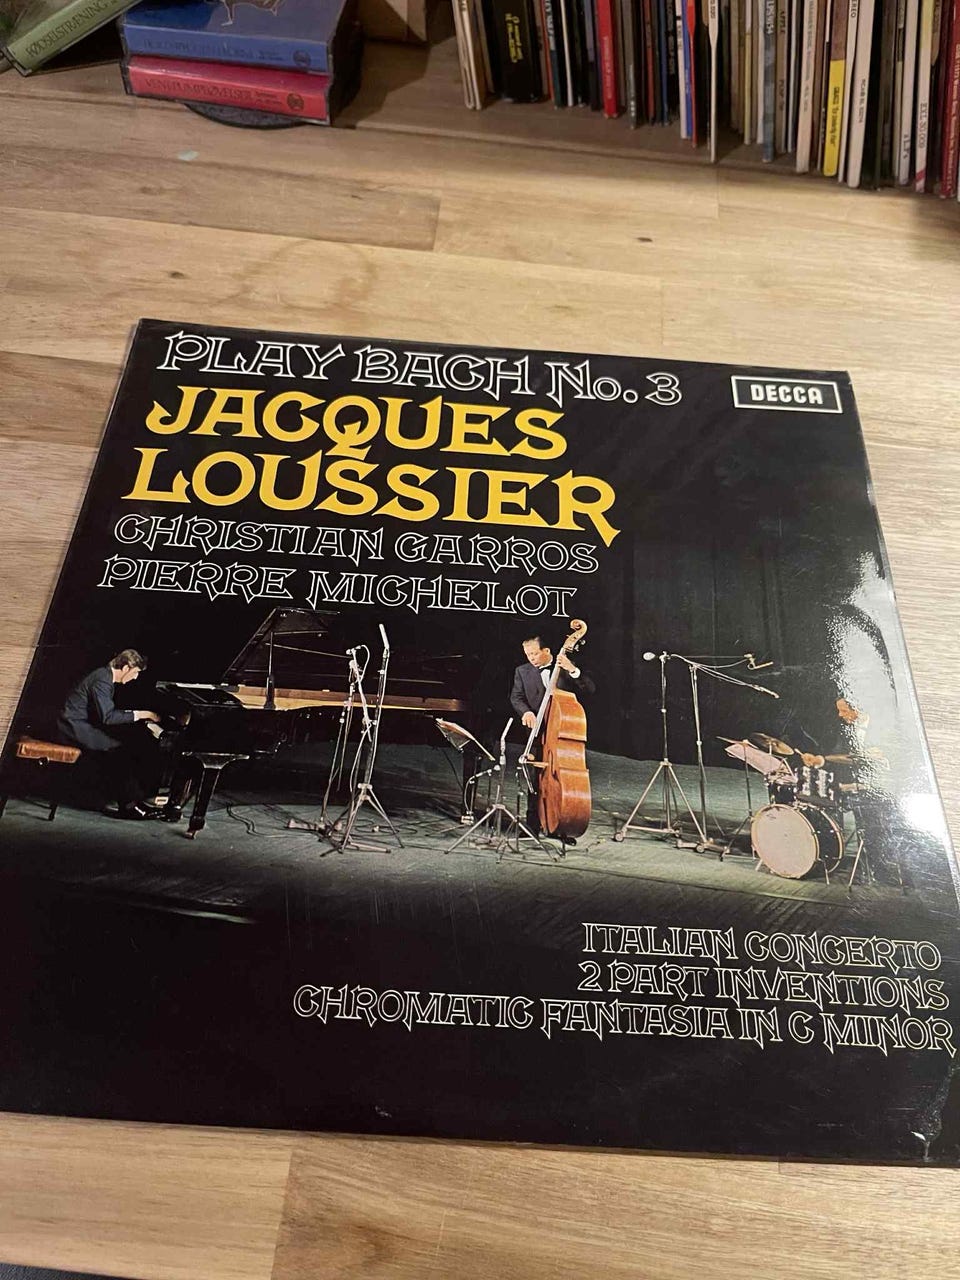 VENEPUMPØVELSER
PLAY BACH No. 3
DECCA
JACQUES
LOUSSIER
CHRISTIAN GARROS
PIERRE MICHELOT
ITALIAN CONCERTO
2 PART INVENTIONS
CHROMATIC FANTASIA IN C MINOR